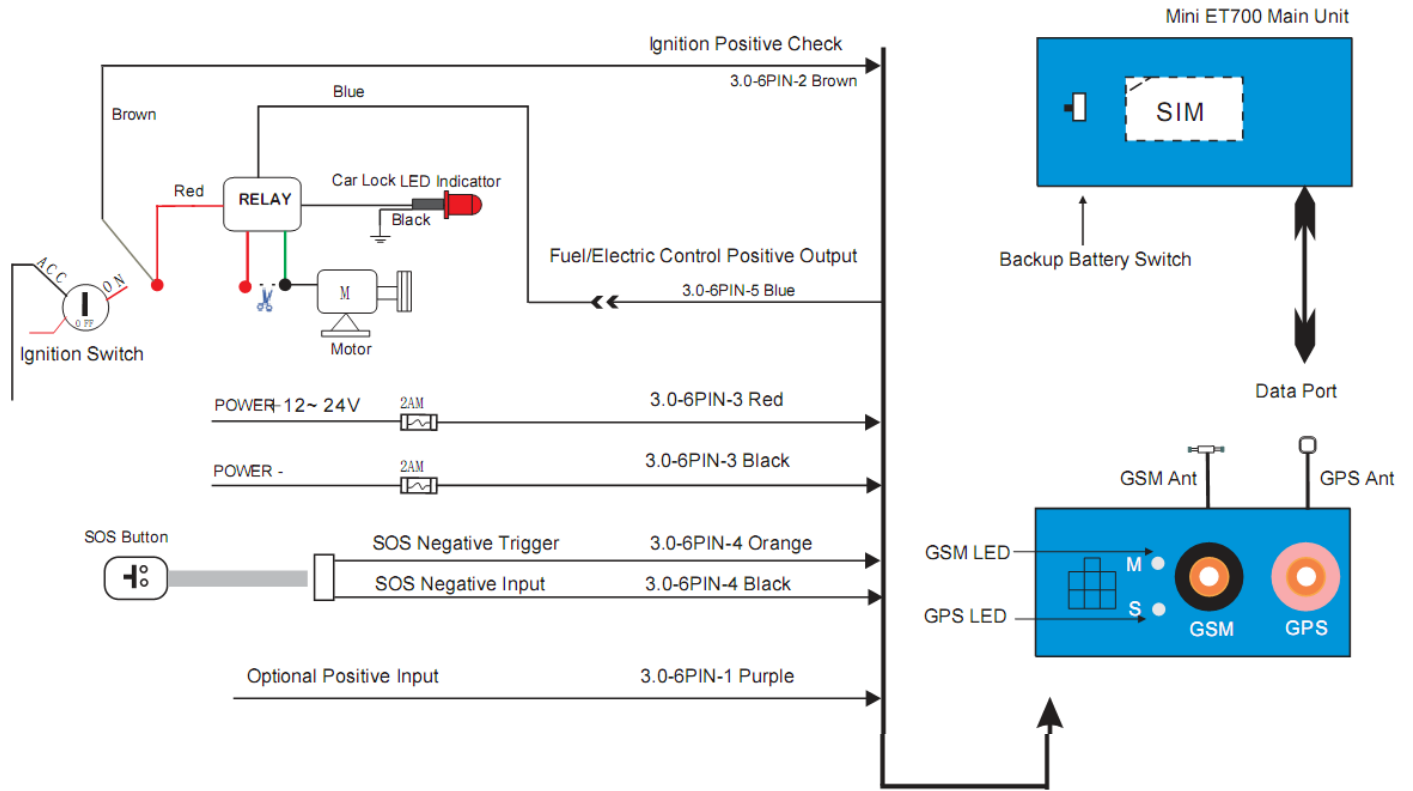 Mini ET700 Main Unit
Ignition Positive Check
3.0-6PIN-2 Brown
Blue
Brown
SIM
Red
RELAY
Car Lock LED Indicattor
Black
Fuel/Electric Control Positive Output
3.0-6PIN-5 Blue
Backup Battery Switch
ACC
ON
OFF
M
Ignition Switch
Motor
Data Port
POWER+ 12~ 24V
2AM
3.0-6PIN-3 Red
POWER -
2AM
3.0-6PIN-3 Black
GSM Ant
GPS Ant
SOS Button
SOS Negative Trigger
3.0-6PIN-4 Orange
SOS Negative Input
3.0-6PIN-4 Black
GSM LED
M
GPS LED
S
GSM
GPS
Optional Positive Input
3.0-6PIN-1 Purple